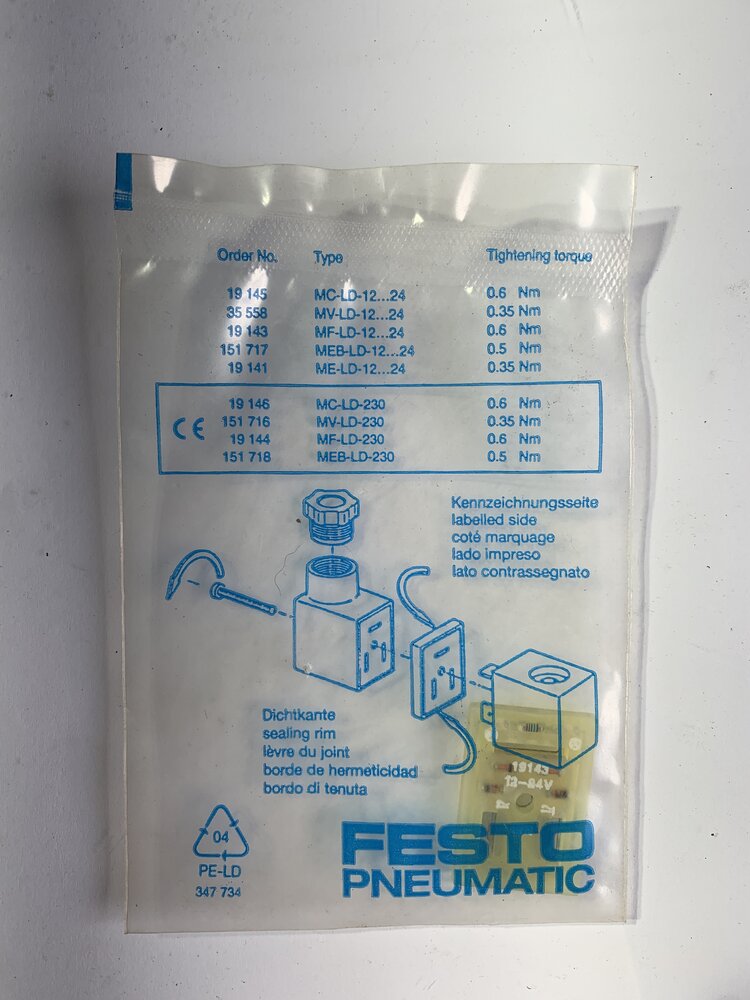 Order No. Type Tightening torque
19 145 MC-LD-12...24 0.6 Nm
35 558 MV-LD-12...24 0.35 Nm
19 143 MF-LD-12...24 0.6 Nm
151 717 MEB-LD-12...24 0.5 Nm
19 141 ME-LD-12...24 0.35 Nm
CE
19 146 MC-LD-230 0.6 Nm
151 716 MV-LD-230 0.35 Nm
19 144 MF-LD-230 0.6 Nm
151 718 MEB-LD-230 0.5 Nm
Kennzeichnungsseite
labelled side
coté marquage
lado impreso
lato contrassegnato
Dichtkante
sealing rim
lèvre du joint
borde de hermeticidad
bordo di tenuta
19143
12-24V
04
PE-LD
347 734
FESTO
PNEUMATIC